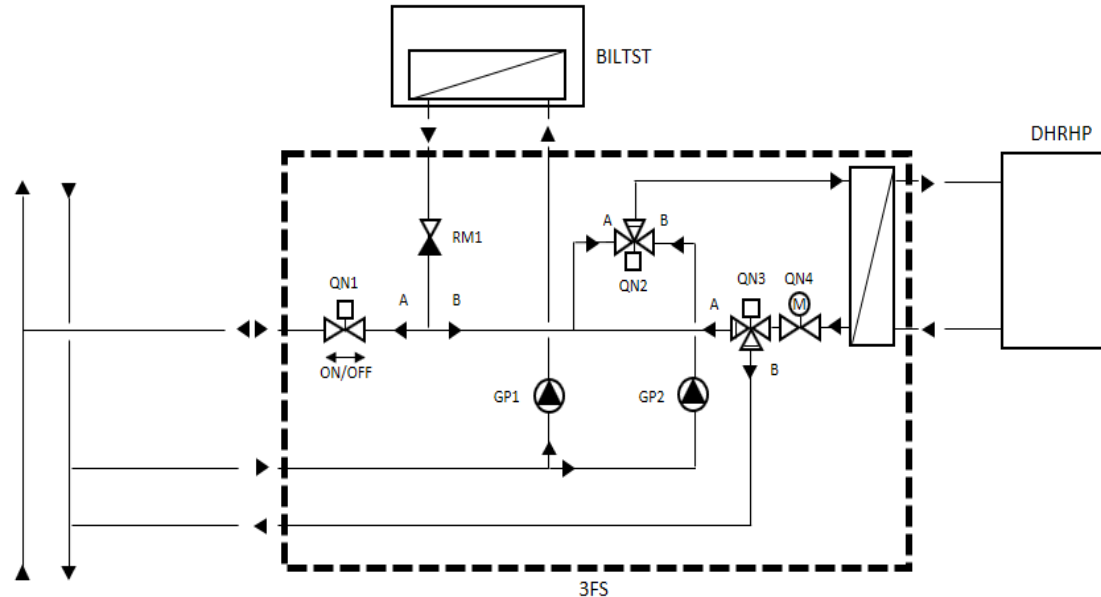 BILTST
DHRHP
RM1
A
B
QN1
A
B
QN2
QN3
QN4
A
M
B
ON/OFF
GP1
GP2
3FS